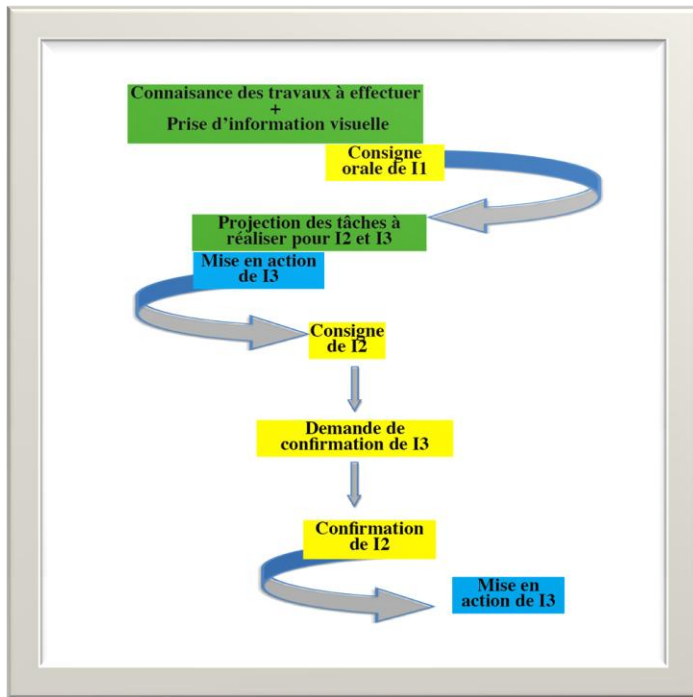 Connaisance des travaux à effectuer
+
Prise d’information visuelle
Consigne
orale de I1
Projection des tâches à
réaliser pour I2 et I3
Mise en action
de I3
Consigne
de I2
Demande de
confirmation de I3
Confirmation
de I2
Mise en
action de I3